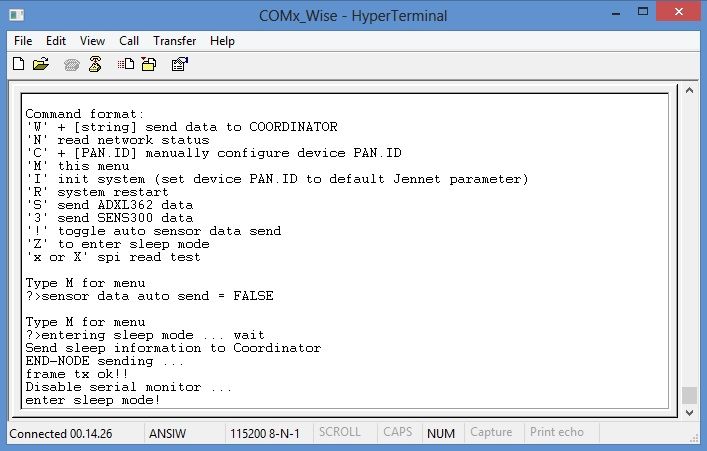 COMx_Wise - HyperTerminal
File Edit View Call Transfer Help
Command format:
'W' + [string] send data to COORDINATOR
'N' read network status
'C' + [PAN.ID] manually configure device PAN.ID
'M' this menu
'I' init system (set device PAN.ID to default Jennet parameter)
'R' system restart
'S' send ADXL362 data
'3' send SENS300 data
'!' toggle auto sensor data send
'Z' to enter sleep mode
'x or X' spi read test
Type M for menu
?>sensor data auto send = FALSE
Type M for menu
?>entering sleep mode ... wait
Send sleep information to Coordinator
END-NODE sending ...
frame tx ok!!
Disable serial monitor ...
enter sleep mode!
Connected 00.14.26 ANSIW 115200 8-N-1 SCROLL CAPS NUM Capture Print echo